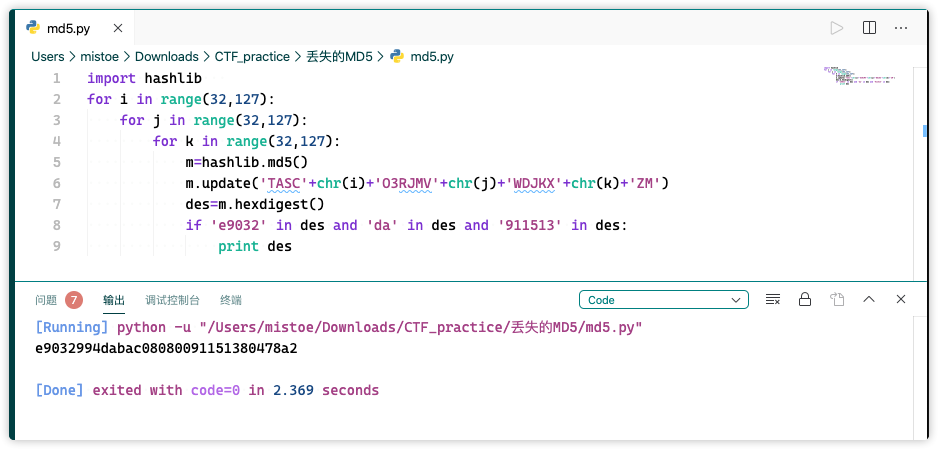 md5.py
Users > mistoe > Downloads > CTF_practice > 丢失的MD5 > md5.py
1 import hashlib
2 for i in range(32,127):
3 for j in range(32,127):
4 for k in range(32,127):
5 m=hashlib.md5()
6 m.update('TASC'+chr(i)+'O3RJMV'+chr(j)+'WDJKX'+chr(k)+'ZM')
7 des=m.hexdigest()
8 if 'e9032' in des and 'da' in des and '911513' in des:
9 print des
问题 7 输出 调试控制台 终端 Code
[Running] python -u "/Users/mistoe/Downloads/CTF_practice/丢失的MD5/md5.py"
e9032994dabac08080091151380478a2
[Done] exited with code=0 in 2.369 seconds